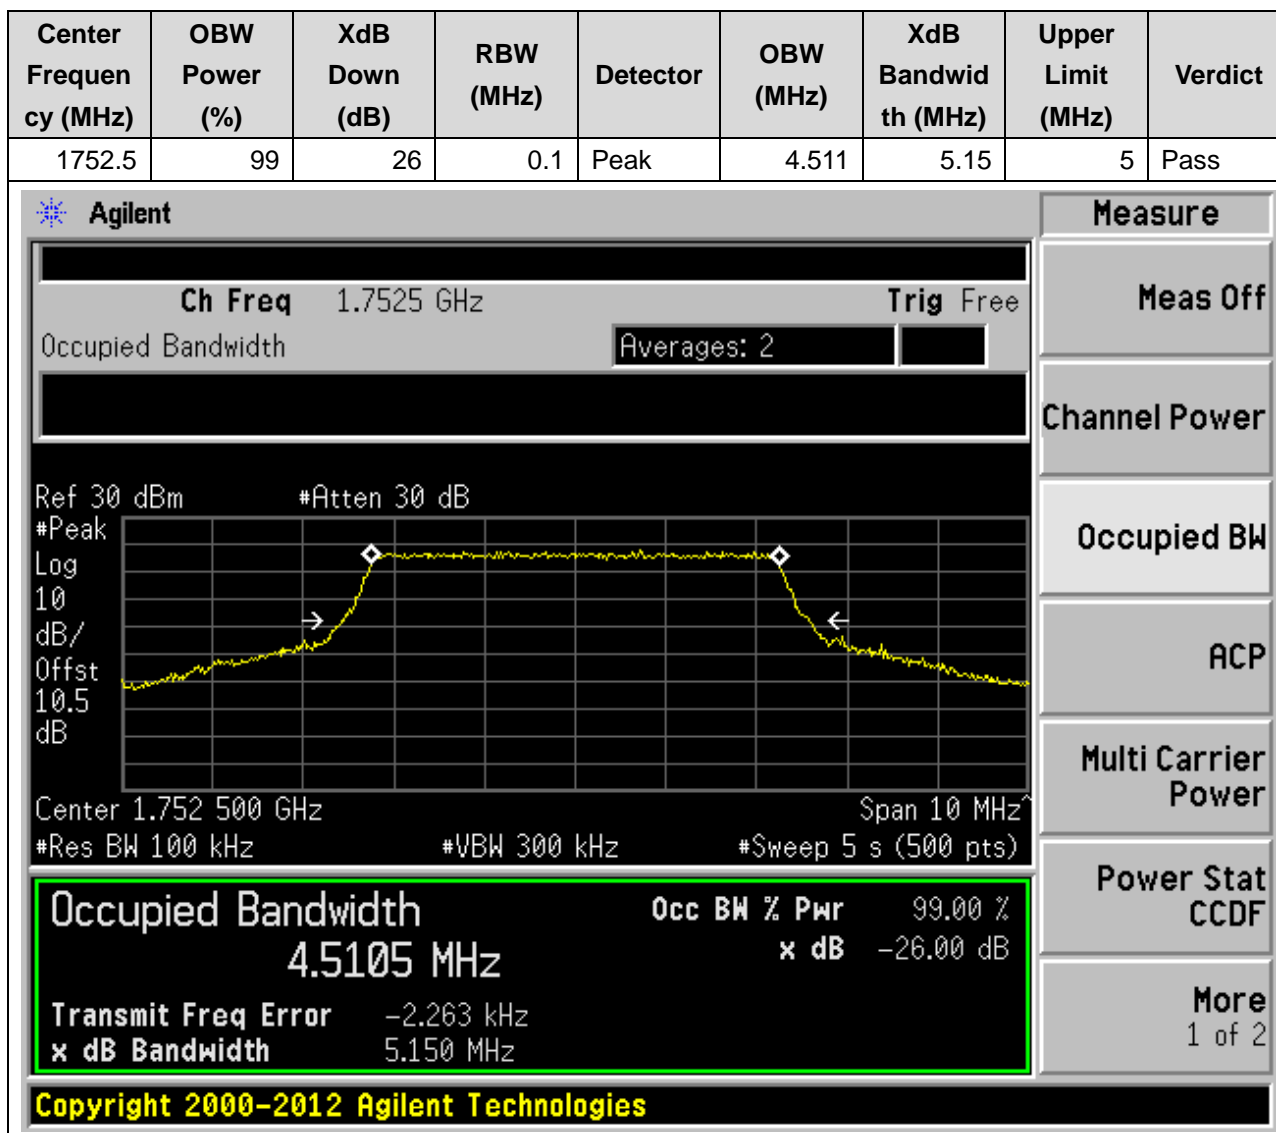 Center Frequen cy (MHz)
OBW Power (%)
XdB Down (dB)
RBW (MHz)
Detector
OBW (MHz)
XdB Bandwid th (MHz)
Upper Limit (MHz)
Verdict
1752.5 99 26 0.1 Peak 4.511 5.15 5 Pass
Agilent
Ch Freq 1.7525 GHz Trig Free
Occupied Bandwidth Averages: 2
Ref 30 dBm #Atten 30 dB
#Peak
Log
10
dB/
Offst
10.5
dB
Center 1.752 500 GHz Span 10 MHz^
#Res BW 100 kHz #VBW 300 kHz #Sweep 5 s (500 pts)
Occupied Bandwidth
4.5105 MHz
Occ BW % Pwr 99.00 %
x dB -26.00 dB
Transmit Freq Error -2.263 kHz
x dB Bandwidth 5.150 MHz
Copyright 2000-2012 Agilent Technologies
Measure
Meas Off
Channel Power
Occupied BW
ACP
Multi Carrier
Power
Power Stat
CCDF
More
1 of 2